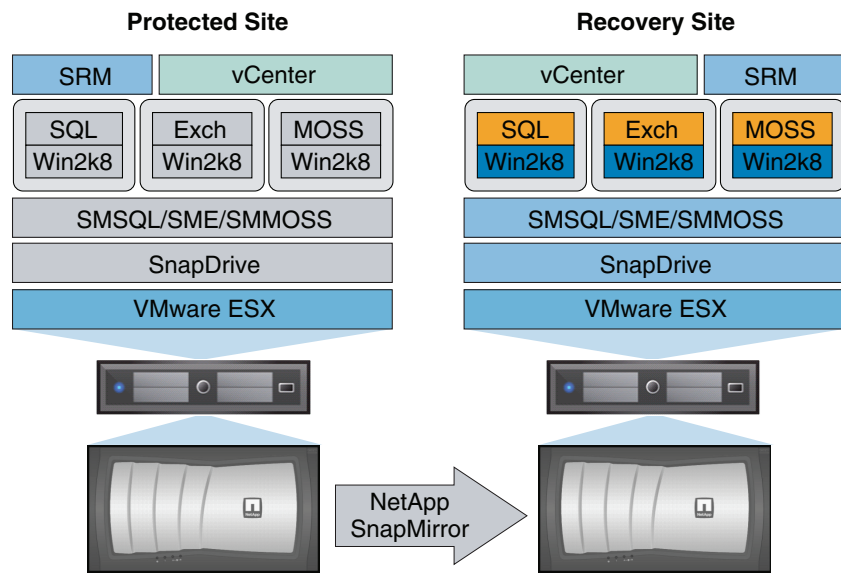 Protected Site
SRM
vCenter
SQL
Win2k8
Exch
Win2k8
MOSS
Win2k8
SMSQL/SME/SMMOSS
SnapDrive
VMware ESX
Recovery Site
vCenter
SRM
SQL
Win2k8
Exch
Win2k8
MOSS
Win2k8
SMSQL/SME/SMMOSS
SnapDrive
VMware ESX
NetApp
SnapMirror